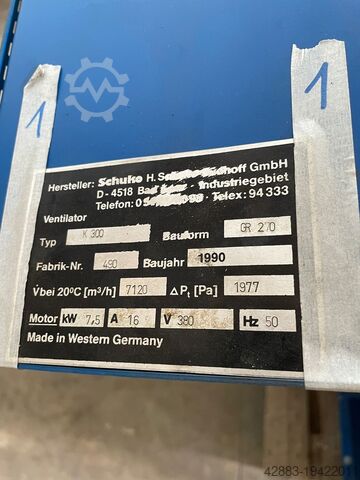 1
1
Hersteller: Schuko H. GmbH
D-4518 Bad Industriegebiet
Telefon: Telex: 94 333
Ventilator
Typ K 300 Bauform GR 270
Fabrik-Nr. 490 Baujahr 1990
V̇bei 20°C [m³/h] 7120 ΔPt [Pa] 1977
Motor kW 7,5 A 16 V 380 Hz 50
Made in Western Germany
42883-1942201